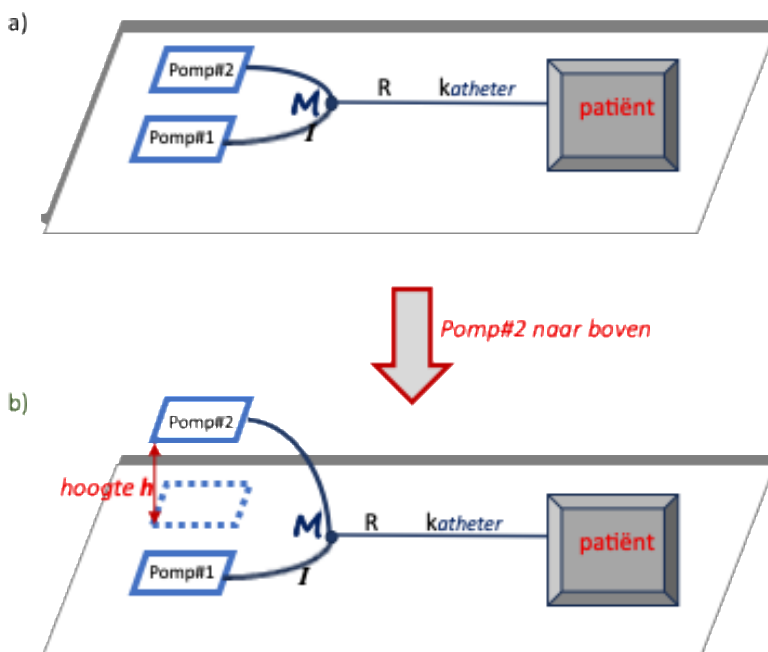 a)
Pomp#2
M
R
katheter
patiënt
Pomp#1
I
Pomp#2 naar boven
b)
Pomp#2
hoogte h
M
R
katheter
patiënt
Pomp#1
I